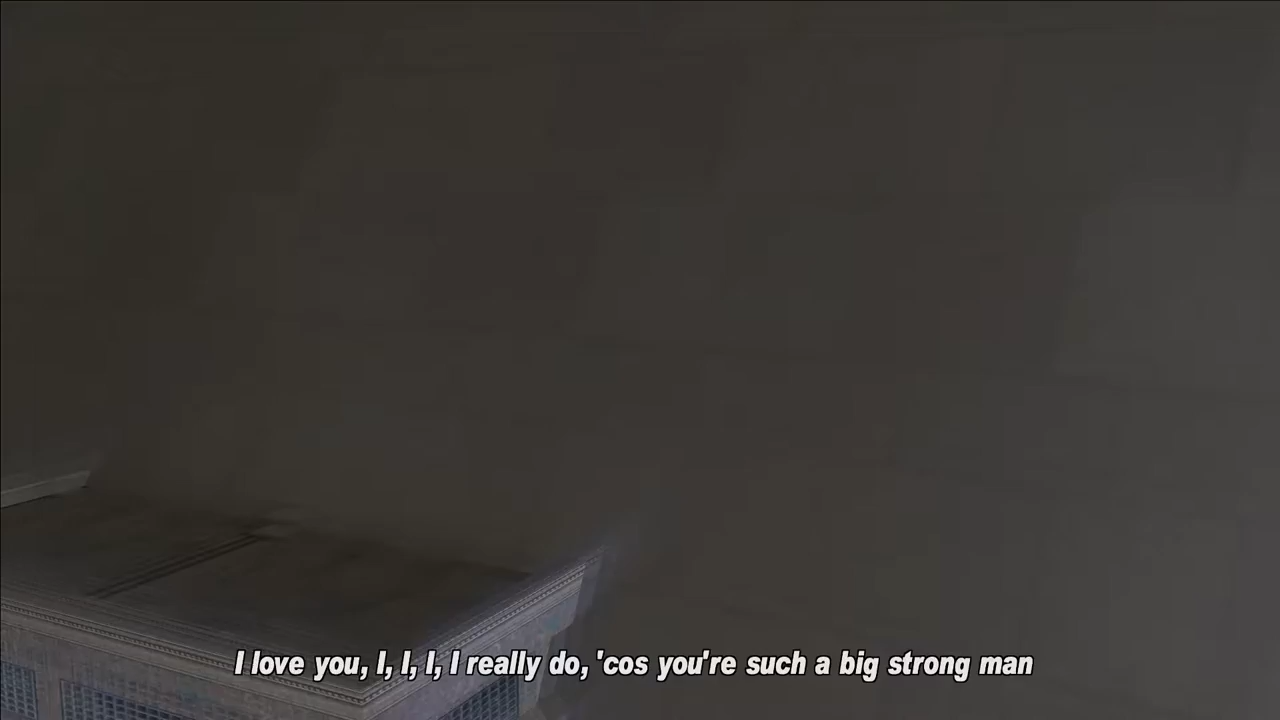 I love you, I, I, I, I really do, 'cos you're such a big strong man